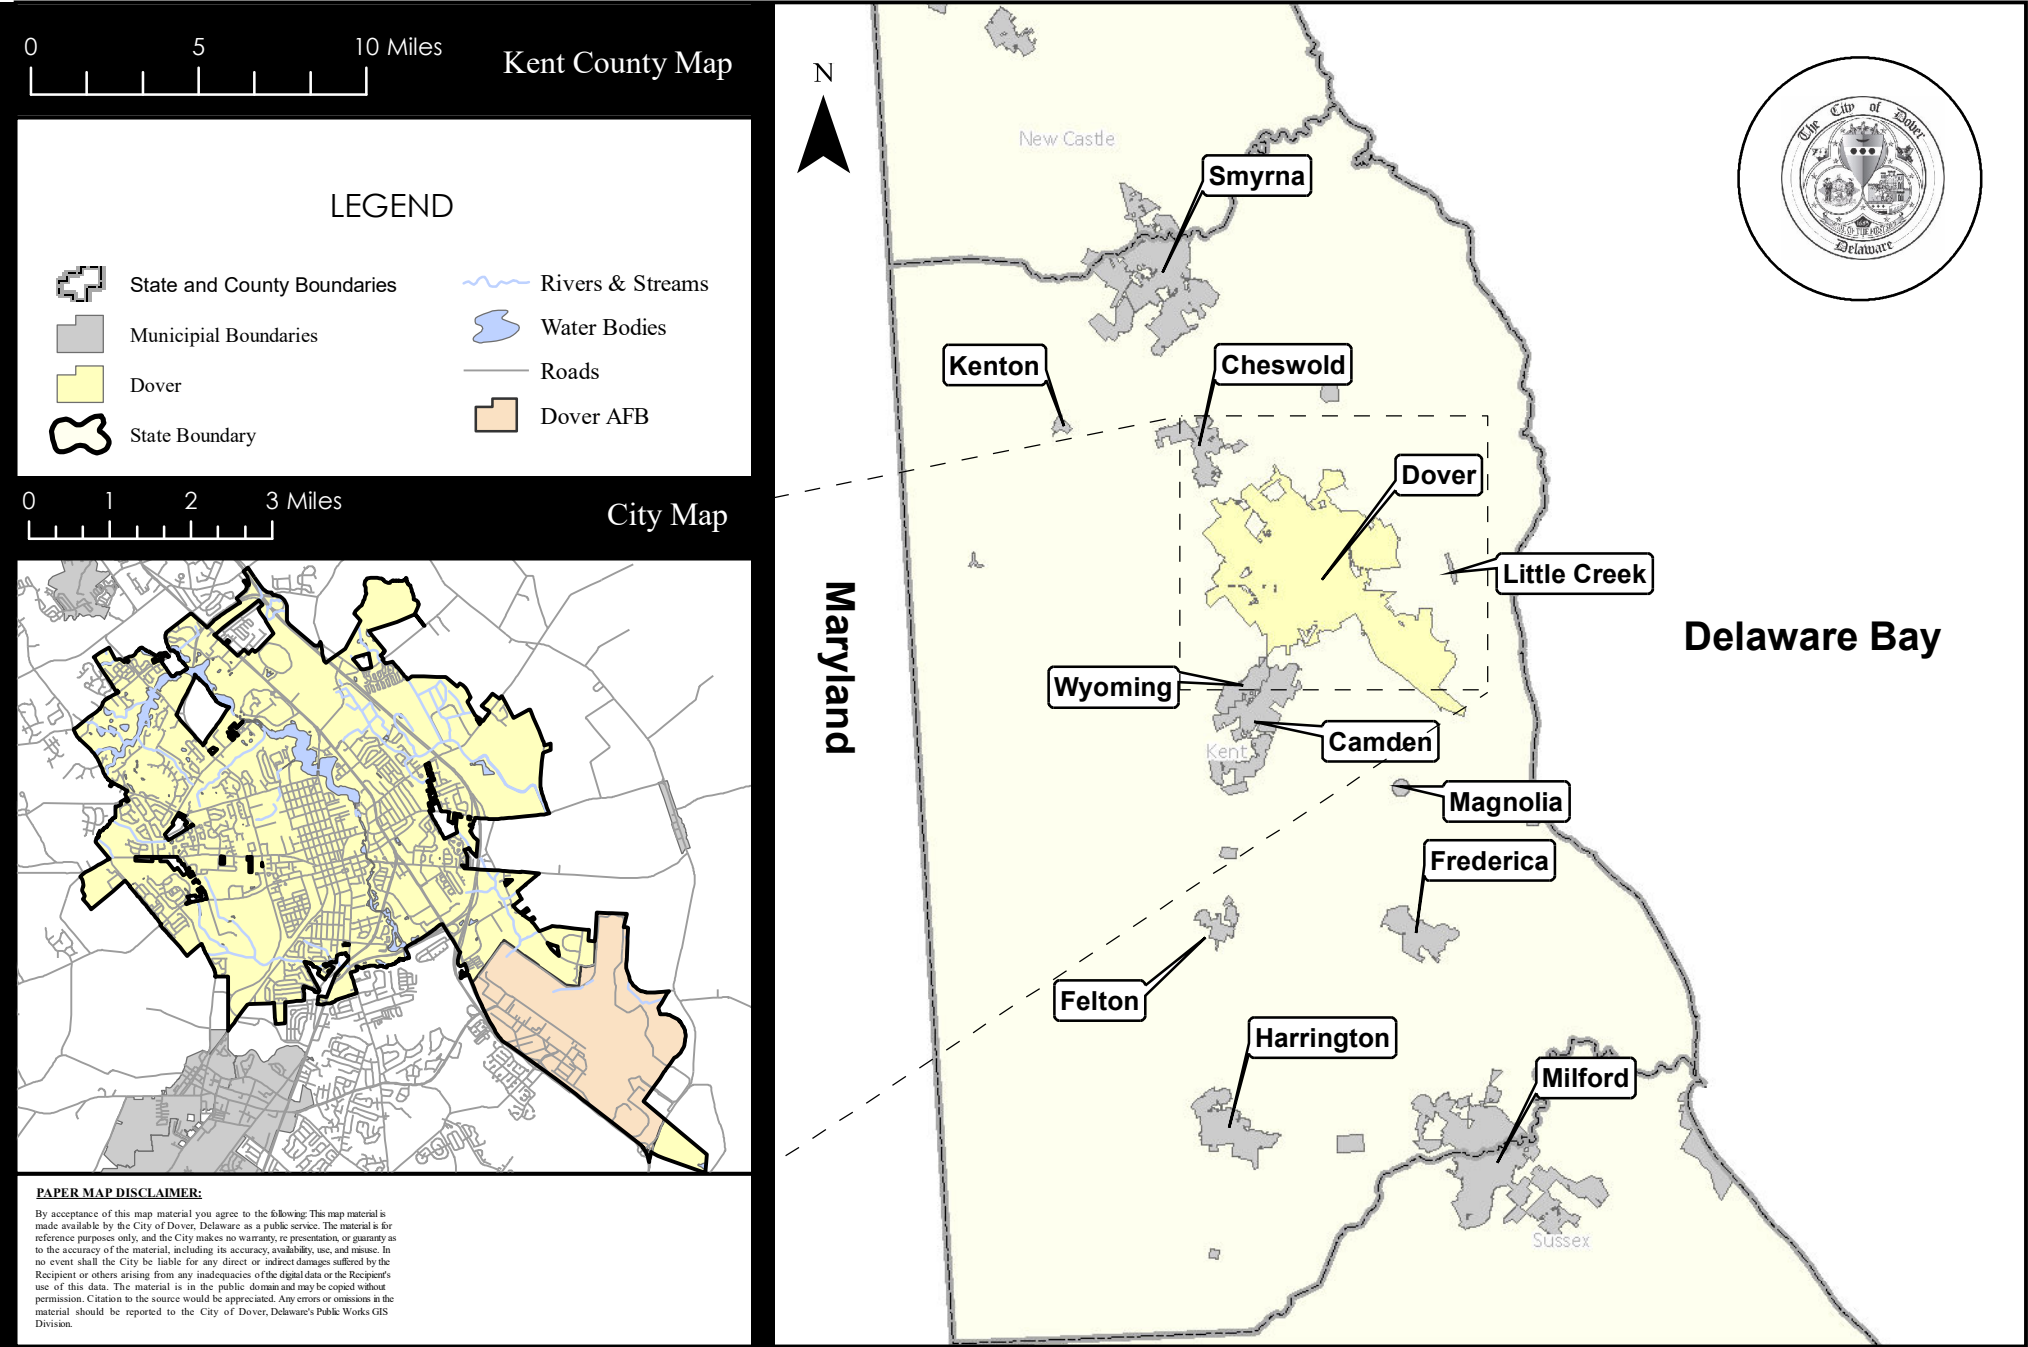 0 5 10 Miles
Kent County Map
LEGEND
State and County Boundaries
Municipial Boundaries
Dover
State Boundary
Rivers & Streams
Water Bodies
Roads
Dover AFB
0 1 2 3 Miles
City Map
PAPER MAP DISCLAIMER:
By acceptance of this map material you agree to the following: This map material is
made available by the City of Dover, Delaware as a public service. The material is for
reference purposes only, and the City makes no warranty, re presentation, or guaranty as
to the accuracy of the material, including its accuracy, availability, use, and misuse. In
no event shall the City be liable for any direct or indirect damages suffered by the
Recipient or others arising from any inadequacies of the digital data or the Recipient's
use of this data. The material is in the public domain and may be copied without
permission. Citation to the source would be appreciated. Any errors or omissions in the
material should be reported to the City of Dover, Delaware's Public Works GIS
Division.
N
New Castle
Smyrna
Kenton
Cheswold
Dover
Little Creek
Maryland
Delaware Bay
Wyoming
Camden
Kent
Magnolia
Frederica
Felton
Harrington
Milford
Sussex
The City of Dover
Delaware